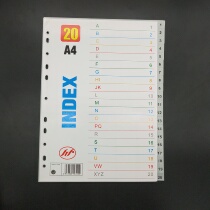 20
A4
INDEX
A 1
B 2
C 3
D 4
E 5
F 6
G 7
HI 8
JK 9
L 10
M 11
N 12
O 13
PQ 14
R 15
S 16
T 17
U 18
VW 19
XYZ 20